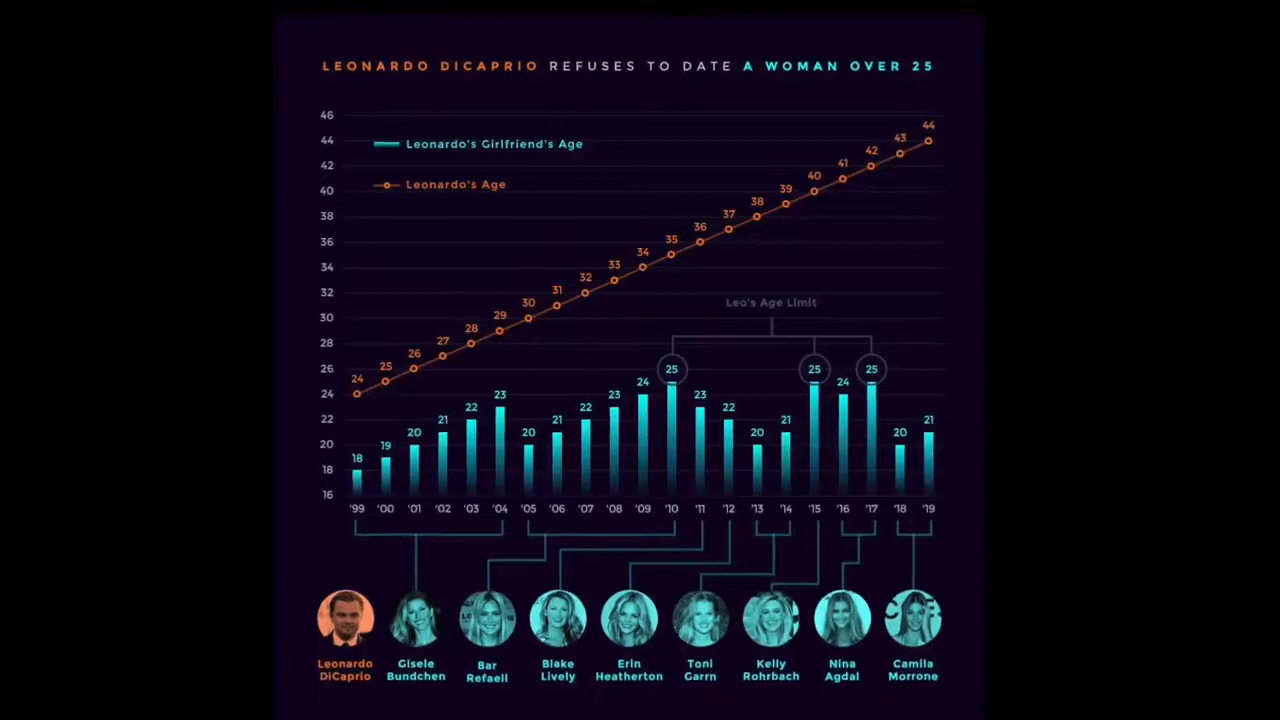 LEONARDO DICAPRIO REFUSES TO DATE A WOMAN OVER 25
46
44
42
40
38
36
34
32
30
28
26
24
22
20
18
16
Leonardo's Girlfriend's Age
Leonardo's Age
24 25 26 27 28 29 30 31 32 33 34 35 36 37 38 39 40 41 42 43 44
Leo's Age Limit
18 19 20 21 22 23 20 21 22 23 24 25 23 22 20 21 25 24 25 20 21
'99 '00 '01 '02 '03 '04 '05 '06 '07 '08 '09 '10 '11 '12 '13 '14 '15 '16 '17 '18 '19
Leonardo
DiCaprio
Gisele
Bundchen
Bar
Refaeli
Blake
Lively
Erin
Heatherton
Toni
Garrn
Kelly
Rohrbach
Nina
Agdal
Camila
Morrone